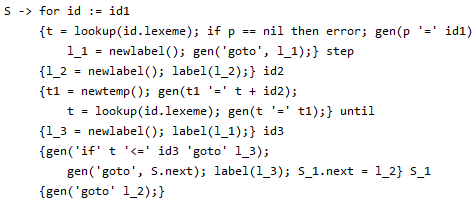 S -> for id := id1
{t = lookup(id.lexeme); if p == nil then error; gen(p '=' id1)
l_1 = newlabel(); gen('goto', l_1);} step
{l_2 = newlabel(); label(l_2);} id2
{t1 = newtemp(); gen(t1 '=' t + id2);
t = lookup(id.lexeme); gen(t '=' t1);} until
{l_3 = newlabel(); label(l_1);} id3
{gen('if' t '<=' id3 'goto' l_3);
gen('goto', S.next); label(l_3); S_1.next = l_2} S_1
{gen('goto' l_2);}